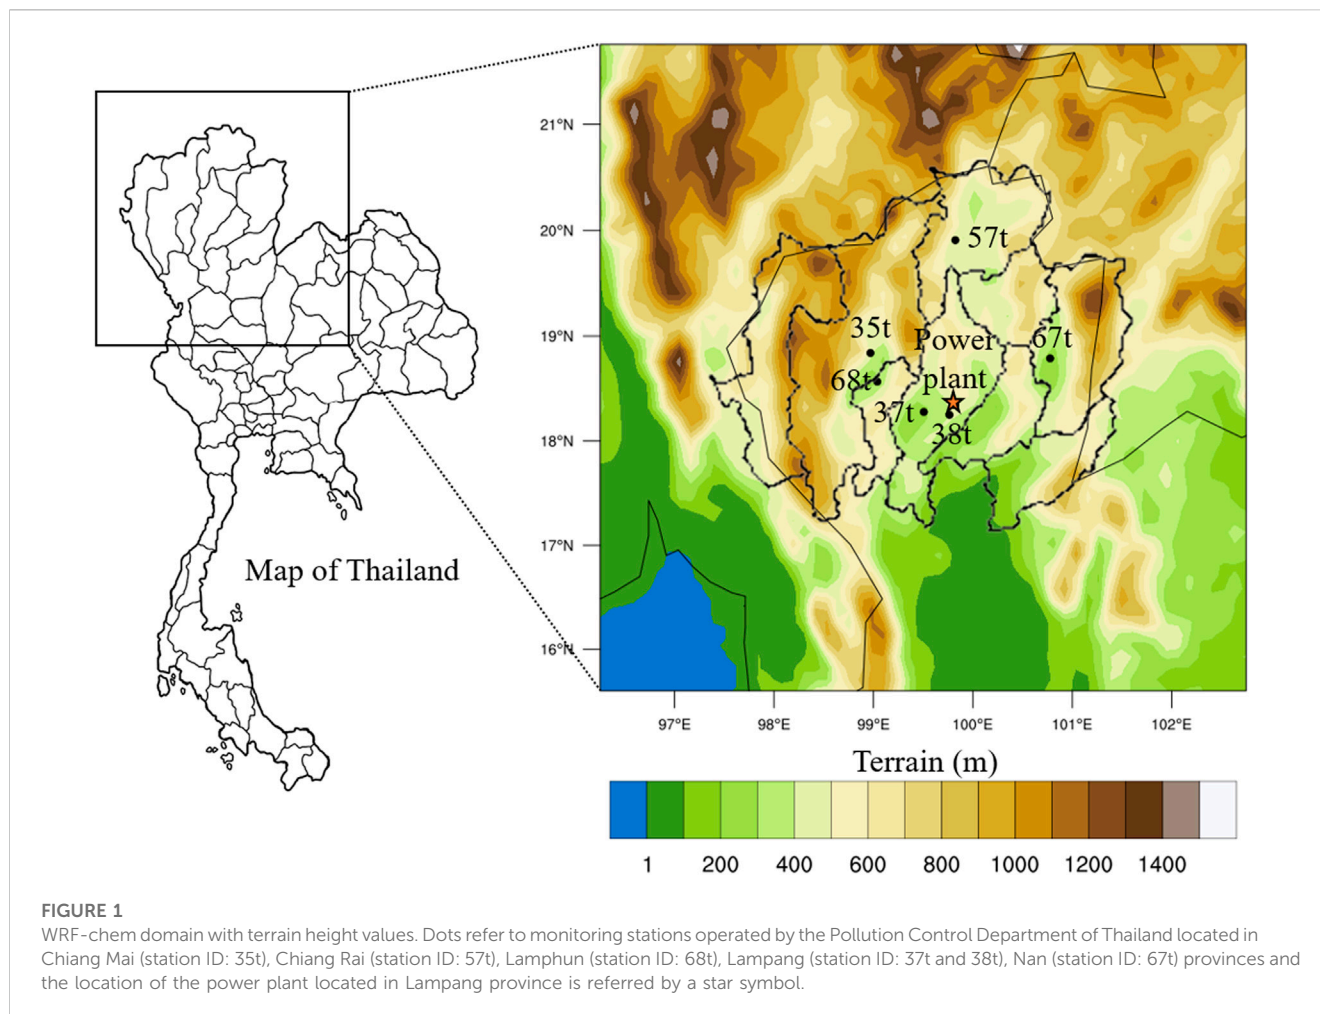 21°N
20°N
19°N
18°N
17°N
16°N
57t
35t
Power
67t
plant
68t
37t
38t
Map of Thailand
97°E 98°E 99°E 100°E 101°E 102°E
Terrain (m)
1 200 400 600 800 1000 1200 1400
FIGURE 1
WRF-chem domain with terrain height values. Dots refer to monitoring stations operated by the Pollution Control Department of Thailand located in
Chiang Mai (station ID: 35t), Chiang Rai (station ID: 57t), Lamphun (station ID: 68t), Lampang (station ID: 37t and 38t), Nan (station ID: 67t) provinces and
the location of the power plant located in Lampang province is referred by a star symbol.